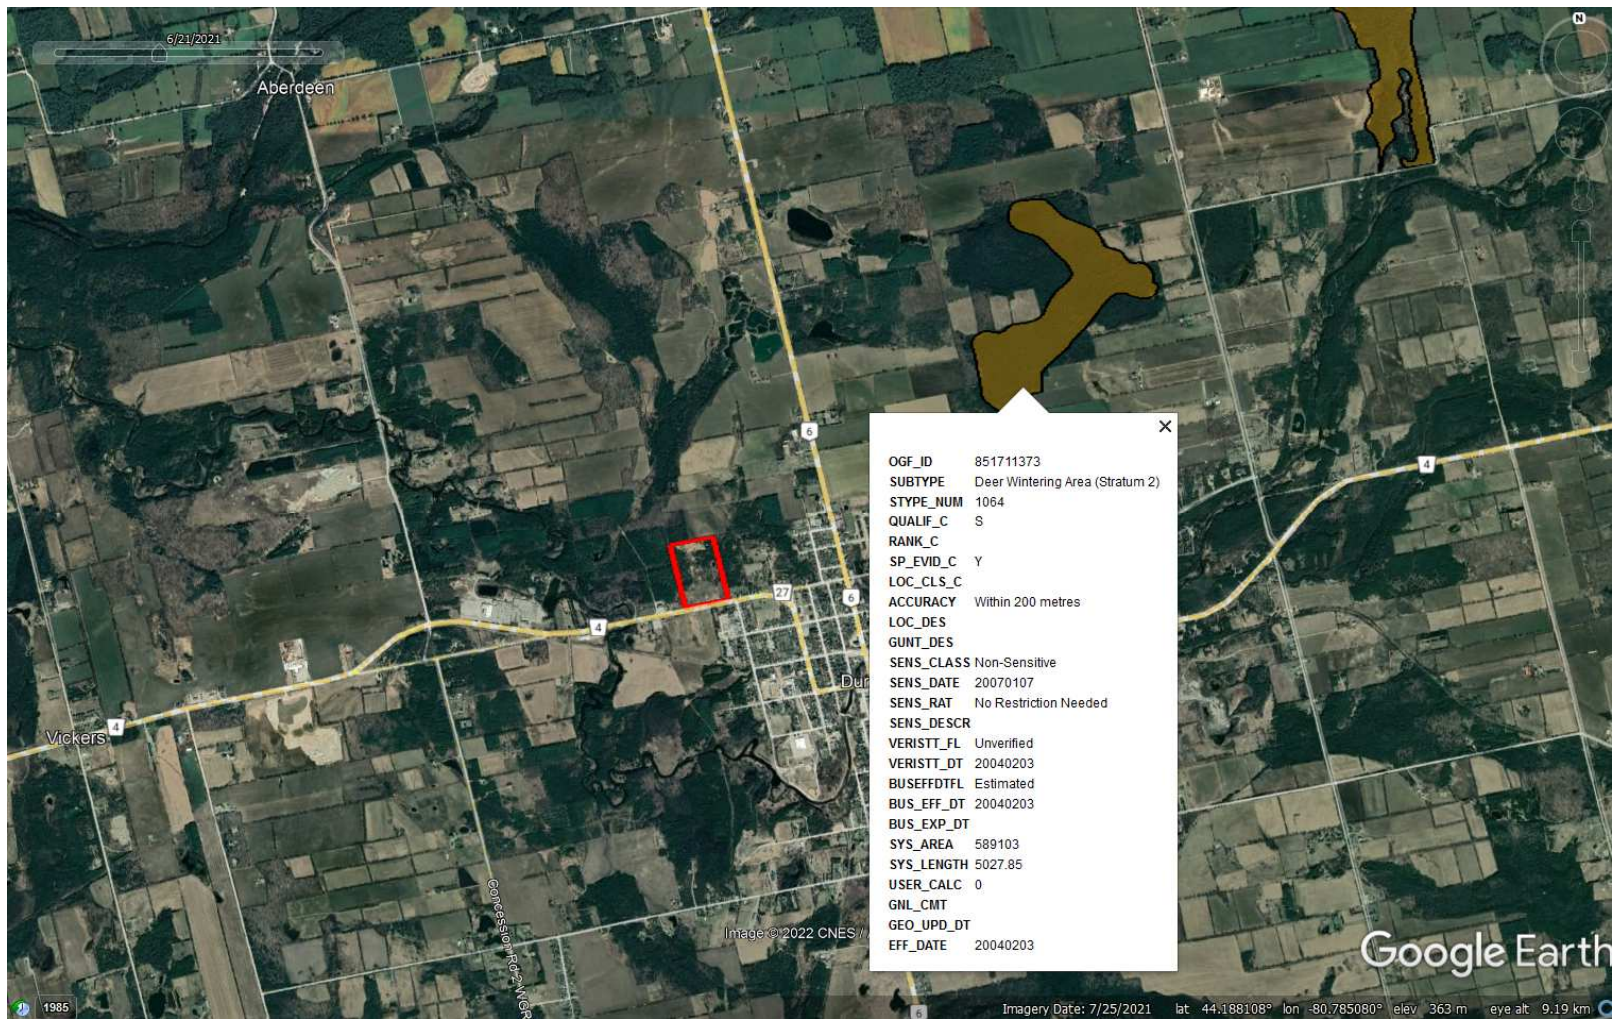 N
6/21/2021
Aberdeen
6
4
27
6
4
Dur
4
Vickers
Concession Rd 2 WCR
OGF_ID 851711373
SUBTYPE Deer Wintering Area (Stratum 2)
STYPE_NUM 1064
QUALIF_C S
RANK_C
SP_EVID_C Y
LOC_CLS_C
ACCURACY Within 200 metres
LOC_DES
GUNT_DES
SENS_CLASS Non-Sensitive
SENS_DATE 20070107
SENS_RAT No Restriction Needed
SENS_DESCR
VERISTT_FL Unverified
VERISTT_DT 20040203
BUSEFFDTFL Estimated
BUS_EFF_DT 20040203
BUS_EXP_DT
SYS_AREA 589103
SYS_LENGTH 5027.85
USER_CALC 0
GNL_CMT
GEO_UPD_DT
EFF_DATE 20040203
Image © 2022 CNES /
Google Earth
6
1985
Imagery Date: 7/25/2021 lat 44.188108° lon -80.785080° elev 363 m eye alt 9.19 km